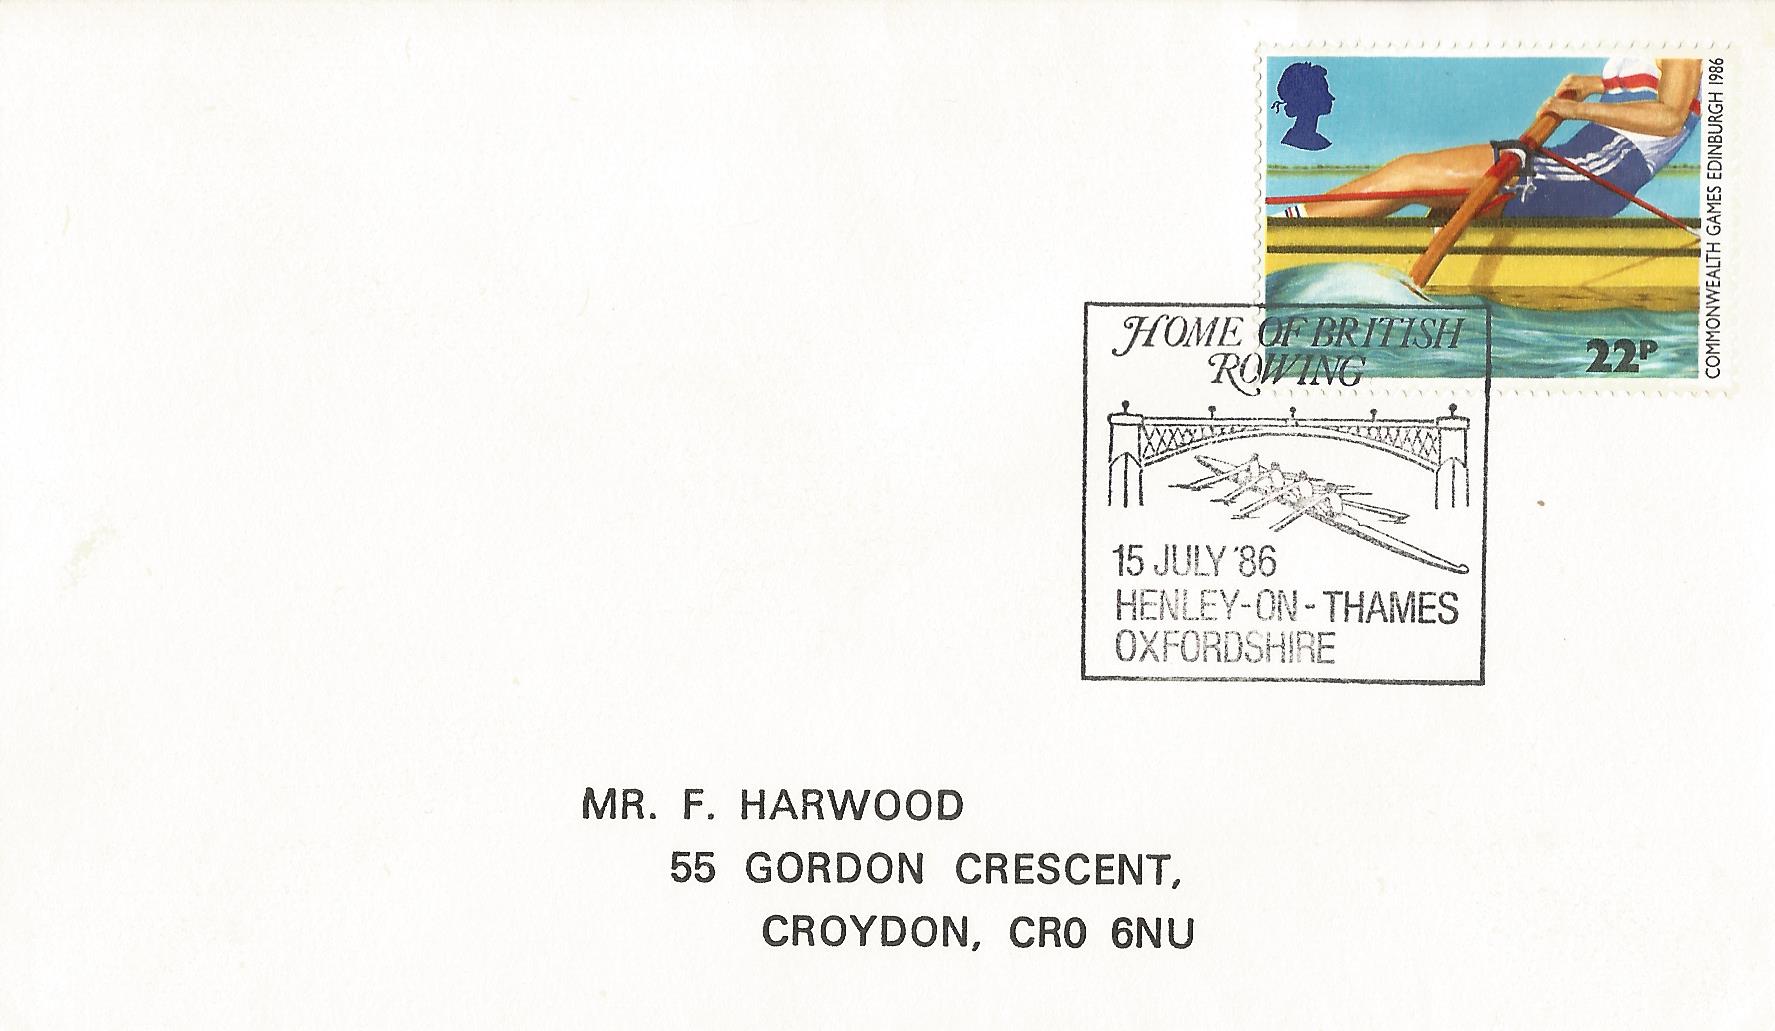 COMMONWEALTH GAMES EDINBURGH 1986
22P
HOME OF BRITISH
ROWING
15 JULY '86
HENLEY-ON-THAMES
OXFORDSHIRE
MR. F. HARWOOD
55 GORDON CRESCENT,
CROYDON, CR0 6NU